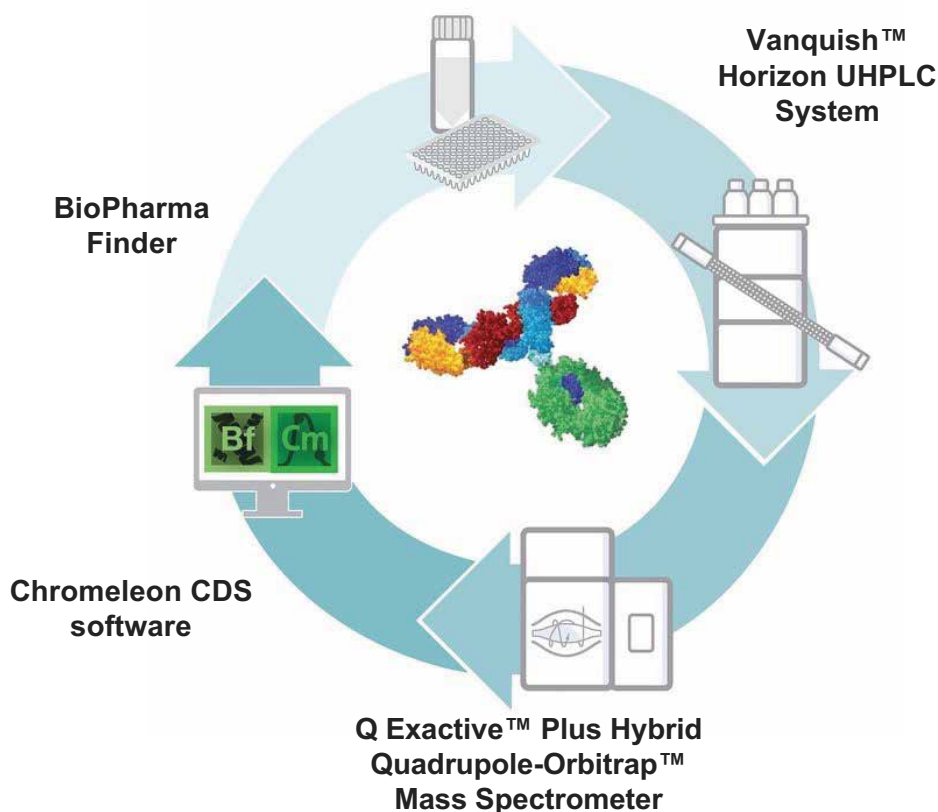 Vanquish™
Horizon UHPLC
System
BioPharma
Finder
Bf Cm
Chromeleon CDS
software
Q Exactive™ Plus Hybrid
Quadrupole-Orbitrap™
Mass Spectrometer